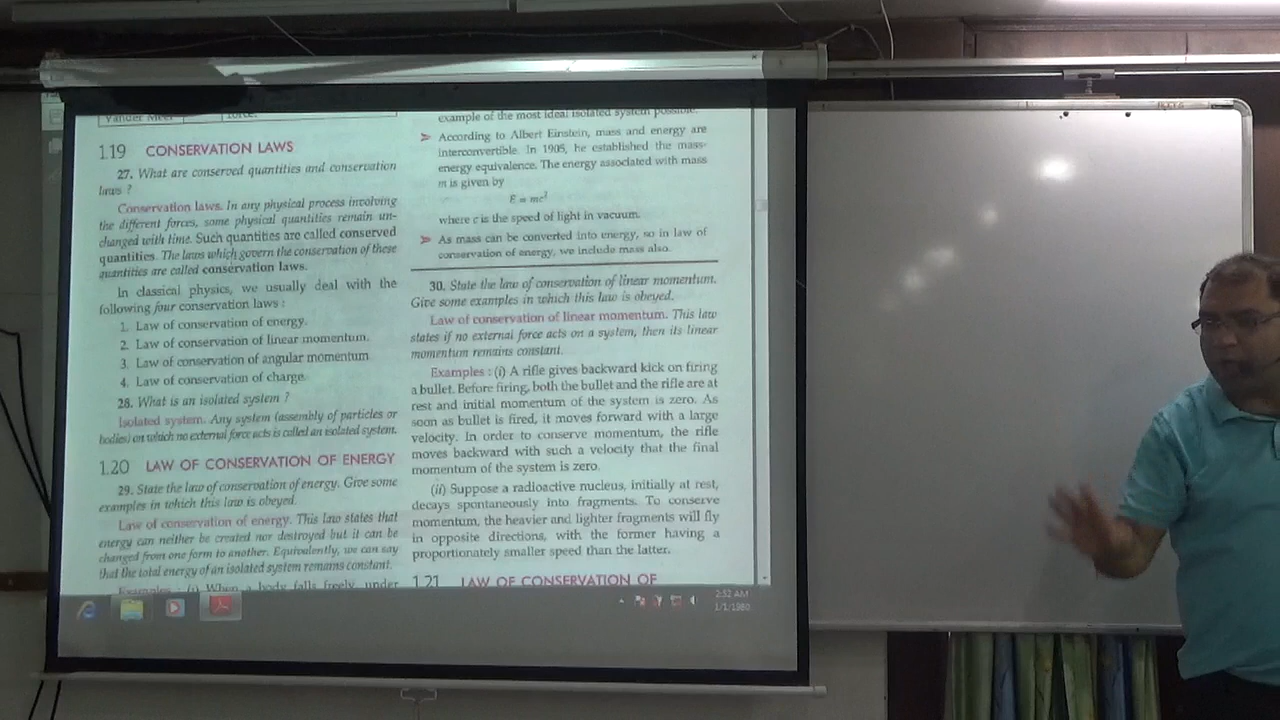 Vander Meer
force.
1.19 CONSERVATION LAWS
27. What are conserved quantities and conservation
laws ?
Conservation laws. In any physical process involving
the different forces, some physical quantities remain un-
changed with time. Such quantities are called conserved
quantities. The laws which govern the conservation of these
quantities are called conservation laws.
In classical physics, we usually deal with the
following four conservation laws :
1. Law of conservation of energy.
2. Law of conservation of linear momentum.
3. Law of conservation of angular momentum
4. Law of conservation of charge.
28. What is an isolated system ?
Isolated system. Any system (assembly of particles or
bodies) on which no external force acts is called an isolated system.
1.20 LAW OF CONSERVATION OF ENERGY
29. State the law of conservation of energy. Give some
examples in which this law is obeyed.
Law of conservation of energy. This law states that
energy can neither be created nor destroyed but it can be
changed from one form to another. Equivalently, we can say
that the total energy of an isolated system remains constant.
Examples : (i) When a body falls freely under
example of the most ideal isolated system possible.
➢ According to Albert Einstein, mass and energy are
interconvertible. In 1905, he established the mass-
energy equivalence. The energy associated with mass
m is given by
E = mc²
where c is the speed of light in vacuum.
➢ As mass can be converted into energy, so in law of
conservation of energy, we include mass also.
30. State the law of conservation of linear momentum.
Give some examples in which this law is obeyed.
Law of conservation of linear momentum. This law
states if no external force acts on a system, then its linear
momentum remains constant.
Examples : (i) A rifle gives backward kick on firing
a bullet. Before firing, both the bullet and the rifle are at
rest and initial momentum of the system is zero. As
soon as bullet is fired, it moves forward with a large
velocity. In order to conserve momentum, the rifle
moves backward with such a velocity that the final
momentum of the system is zero.
(ii) Suppose a radioactive nucleus, initially at rest,
decays spontaneously into fragments. To conserve
momentum, the heavier and lighter fragments will fly
in opposite directions, with the former having a
proportionately smaller speed than the latter.
1.21 LAW OF CONSERVATION OF
2:52 AM
1/1/1980